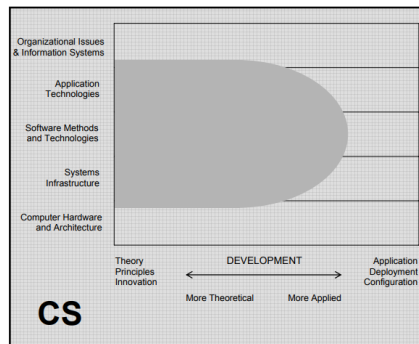 Organizational Issues
& Information Systems
Application
Technologies
Software Methods
and Technologies
Systems
Infrastructure
Computer Hardware
and Architecture
Theory
Principles
Innovation
DEVELOPMENT
Application
Deployment
Configuration
More Theoretical
More Applied
CS